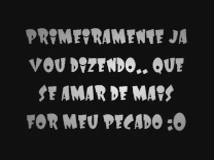 PRIMEIRAMENTE JA
VOU DIZENDO.. QUE
SE AMAR DE MAIS
FOR MEU PECADO :O